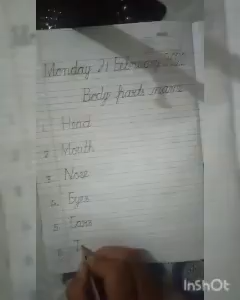 Monday 21 February
Body parts name
1. Head
2. Mouth
3. Nose
4. Eyes
5. Ears
InShOt